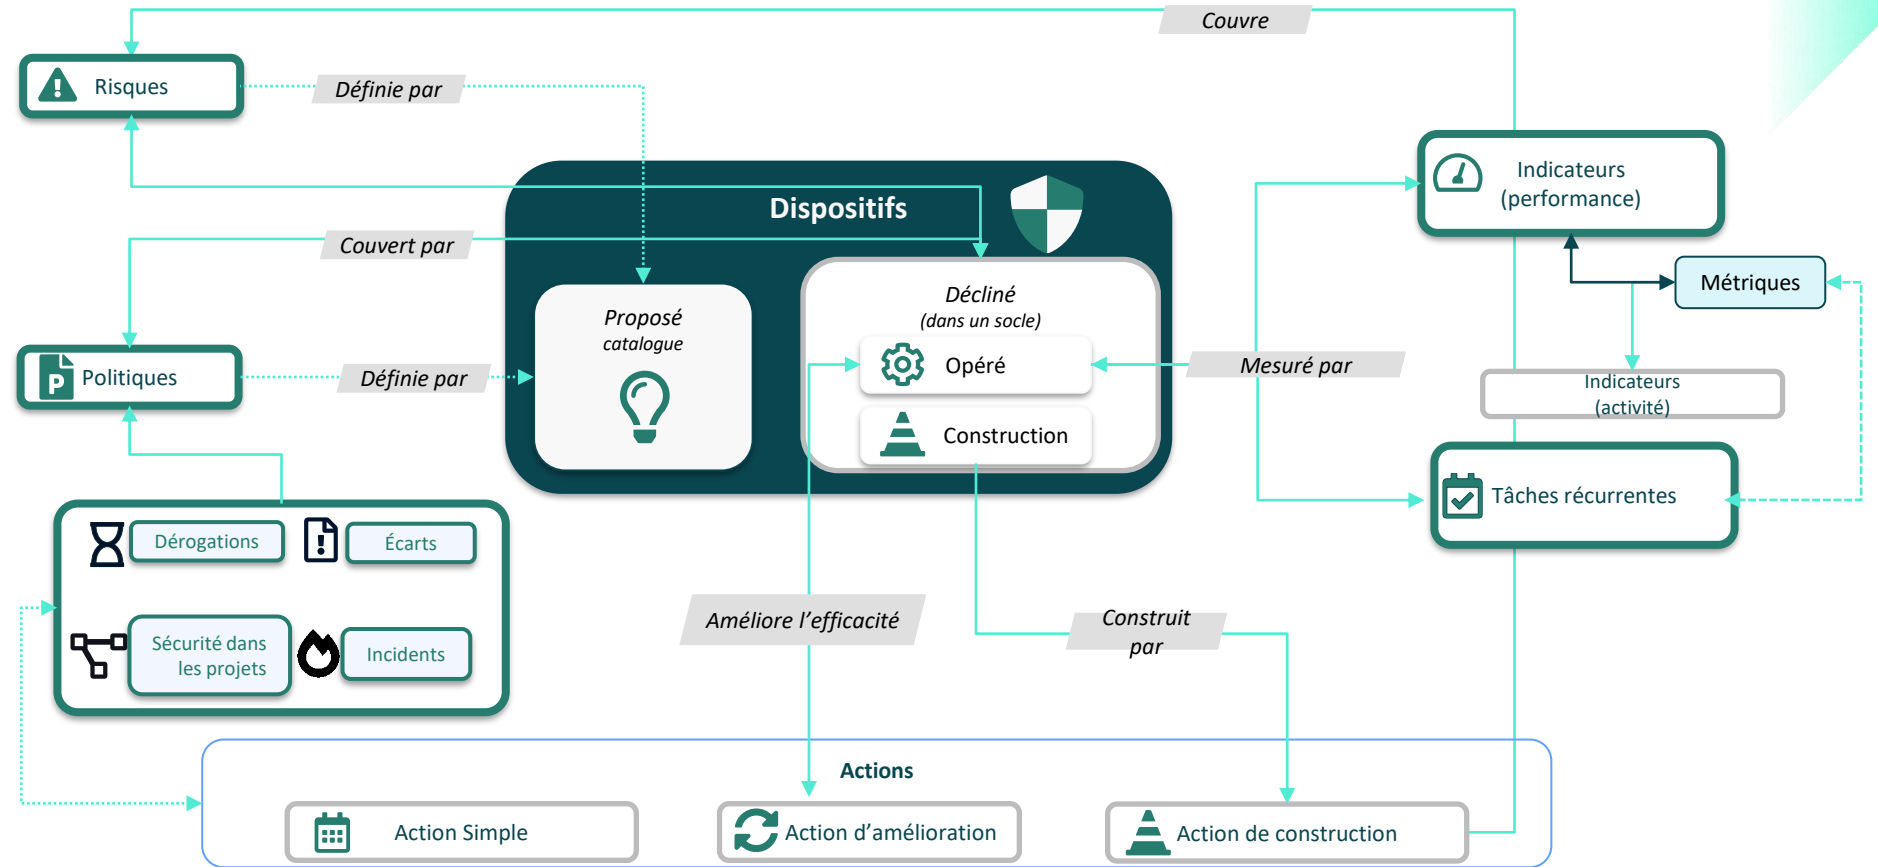 Couvre
Risques
Définie par
Indicateurs
(performance)
Dispositifs
Couvert par
Métriques
Proposé
catalogue
Décliné
(dans un socle)
Opéré
Mesuré par
P
Politiques
Définie par
Indicateurs
(activité)
Construction
Tâches récurrentes
Dérogations
Écarts
Améliore l’efficacité
Construit
par
Sécurité dans
les projets
Incidents
Actions
Action Simple
Action d’amélioration
Action de construction